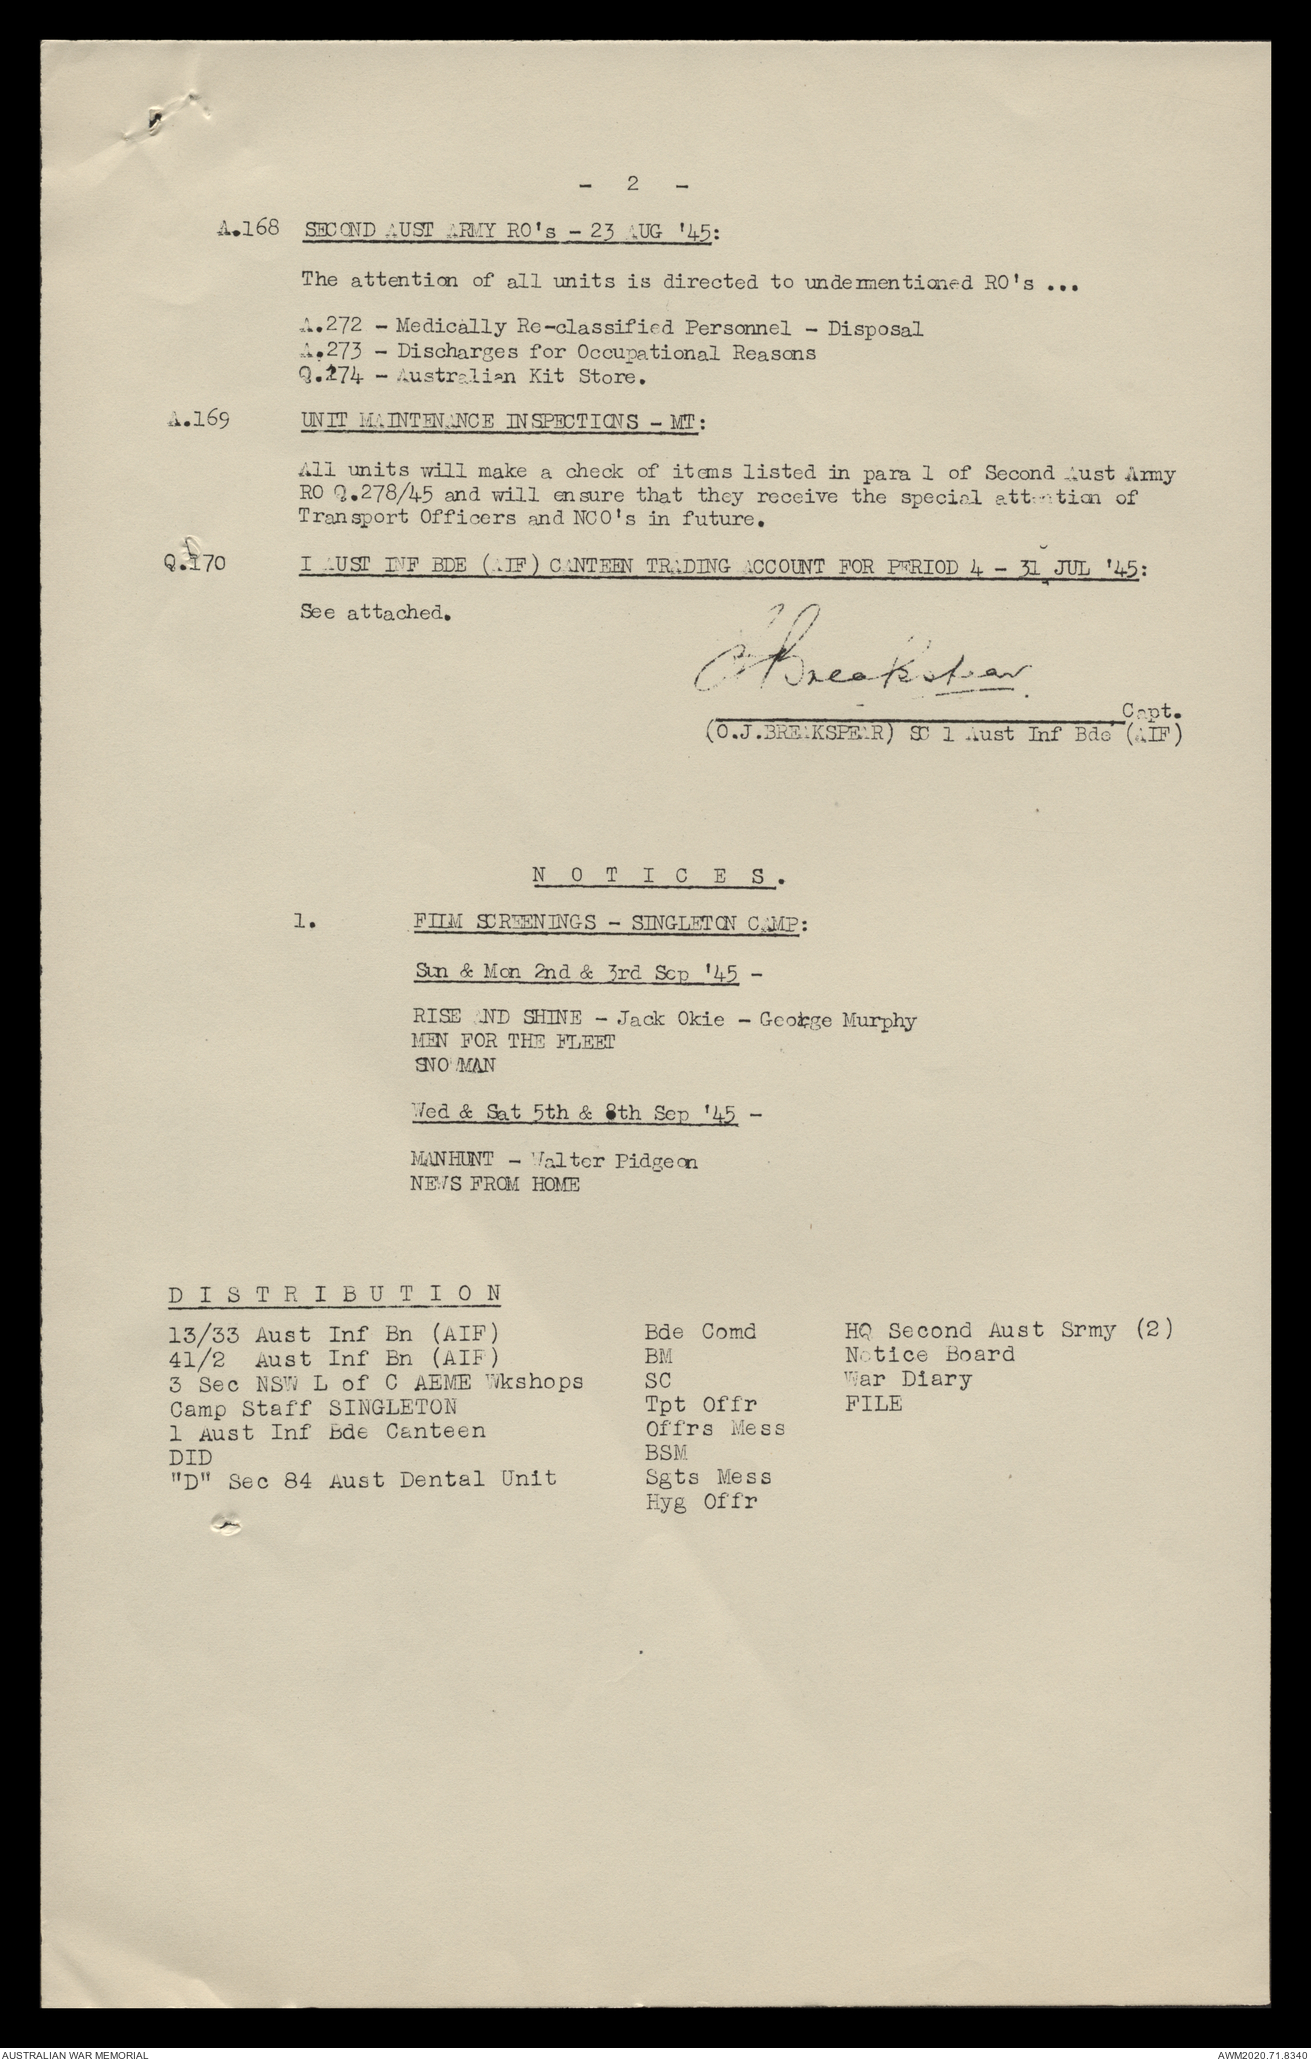 - 2 -
A.168 SECOND AUST ARMY RO's - 23 AUG '45:
The attention of all units is directed to undermentioned RO's ...
A.272 - Medically Re-classified Personnel - Disposal
A.273 - Discharges for Occupational Reasons
Q.274 - Australian Kit Store.
A.169 UNIT MAINTENANCE INSPECTIONS - MT:
All units will make a check of items listed in para 1 of Second Aust Army
RO Q.278/45 and will ensure that they receive the special attention of
Transport Officers and NCO's in future.
Q.170 I AUST INF BDE (AIF) CANTEEN TRADING ACCOUNT FOR PERIOD 4 - 31 JUL '45:
See attached.
OJBreakspear
Capt.
(O.J.BREAKSPEAR) SC 1 Aust Inf Bde (AIF)
N O T I C E S.
1. FILM SCREENINGS - SINGLETON CAMP:
Sun & Mon 2nd & 3rd Sep '45 -
RISE AND SHINE - Jack Okie - George Murphy
MEN FOR THE FLEET
SNOWMAN
Wed & Sat 5th & 8th Sep '45 -
MANHUNT - Walter Pidgeon
NEWS FROM HOME
D I S T R I B U T I O N
13/33 Aust Inf Bn (AIF) Bde Comd HQ Second Aust Srmy (2)
41/2 Aust Inf Bn (AIF) BM Notice Board
3 Sec NSW L of C AEME Wkshops SC War Diary
Camp Staff SINGLETON Tpt Offr FILE
1 Aust Inf Bde Canteen Offrs Mess
DID BSM
"D" Sec 84 Aust Dental Unit Sgts Mess
Hyg Offr
AUSTRALIAN WAR MEMORIAL AWM2020.71.8340